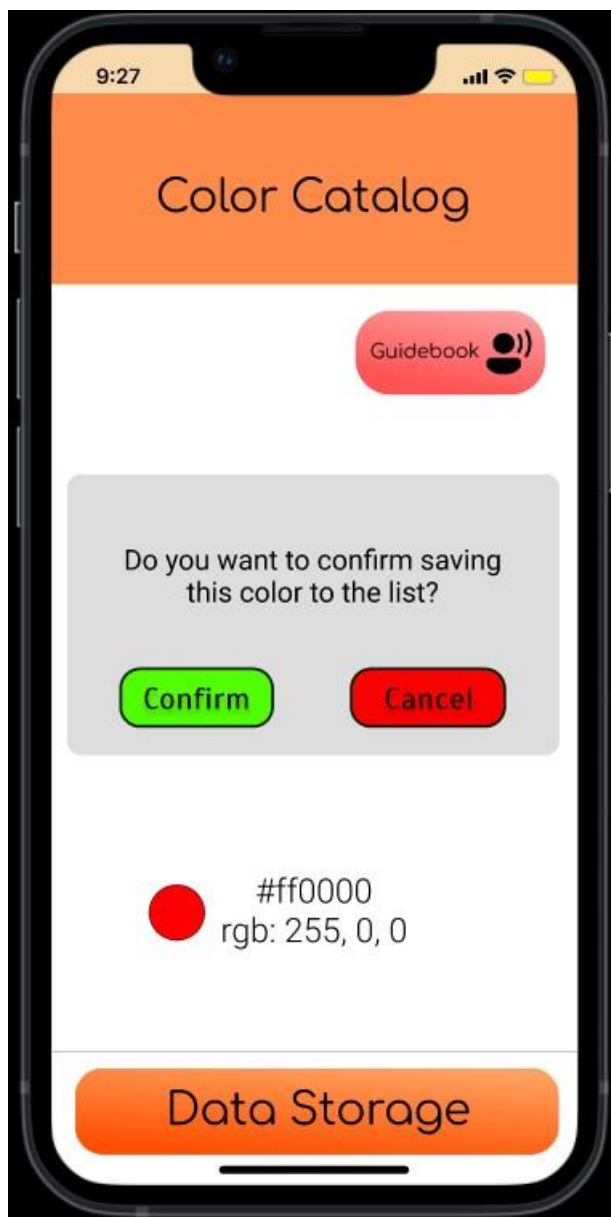 9:27
Color Catalog
Guidebook
Do you want to confirm saving
this color to the list?
Confirm
Cancel
#ff0000
rgb: 255, 0, 0
Data Storage